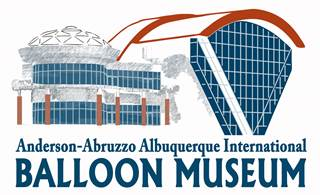 Anderson-Abruzzo Albuquerque International
BALLOON MUSEUM